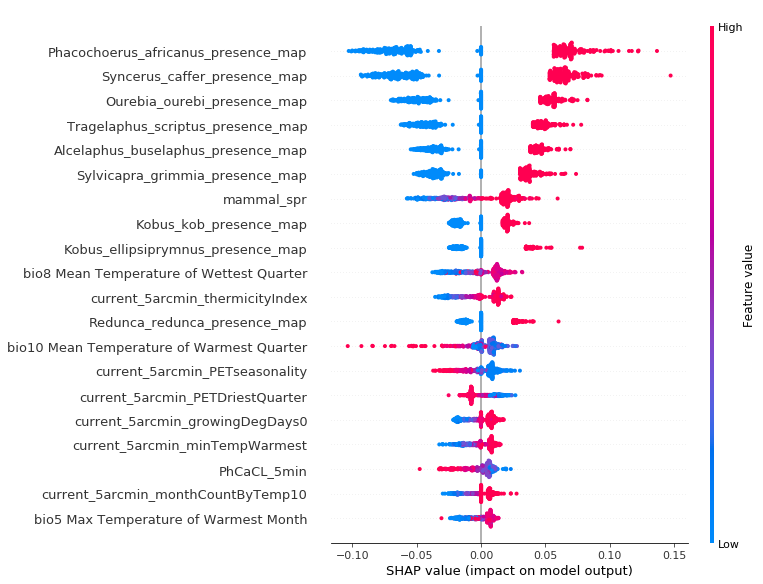 High
Phacochoerus_africanus_presence_map
Syncerus_caffer_presence_map
Ourebia_ourebi_presence_map
Tragelaphus_scriptus_presence_map
Alcelaphus_buselaphus_presence_map
Sylvicapra_grimmia_presence_map
mammal_spr
Kobus_kob_presence_map
Kobus_ellipsiprymnus_presence_map
bio8 Mean Temperature of Wettest Quarter
current_5arcmin_thermicityIndex
Redunca_redunca_presence_map
bio10 Mean Temperature of Warmest Quarter
current_5arcmin_PETseasonality
current_5arcmin_PETDriestQuarter
current_5arcmin_growingDegDays0
current_5arcmin_minTempWarmest
PhCaCL_5min
current_5arcmin_monthCountByTemp10
bio5 Max Temperature of Warmest Month
Feature value
Low
−0.10 −0.05 0.00 0.05 0.10 0.15
SHAP value (impact on model output)